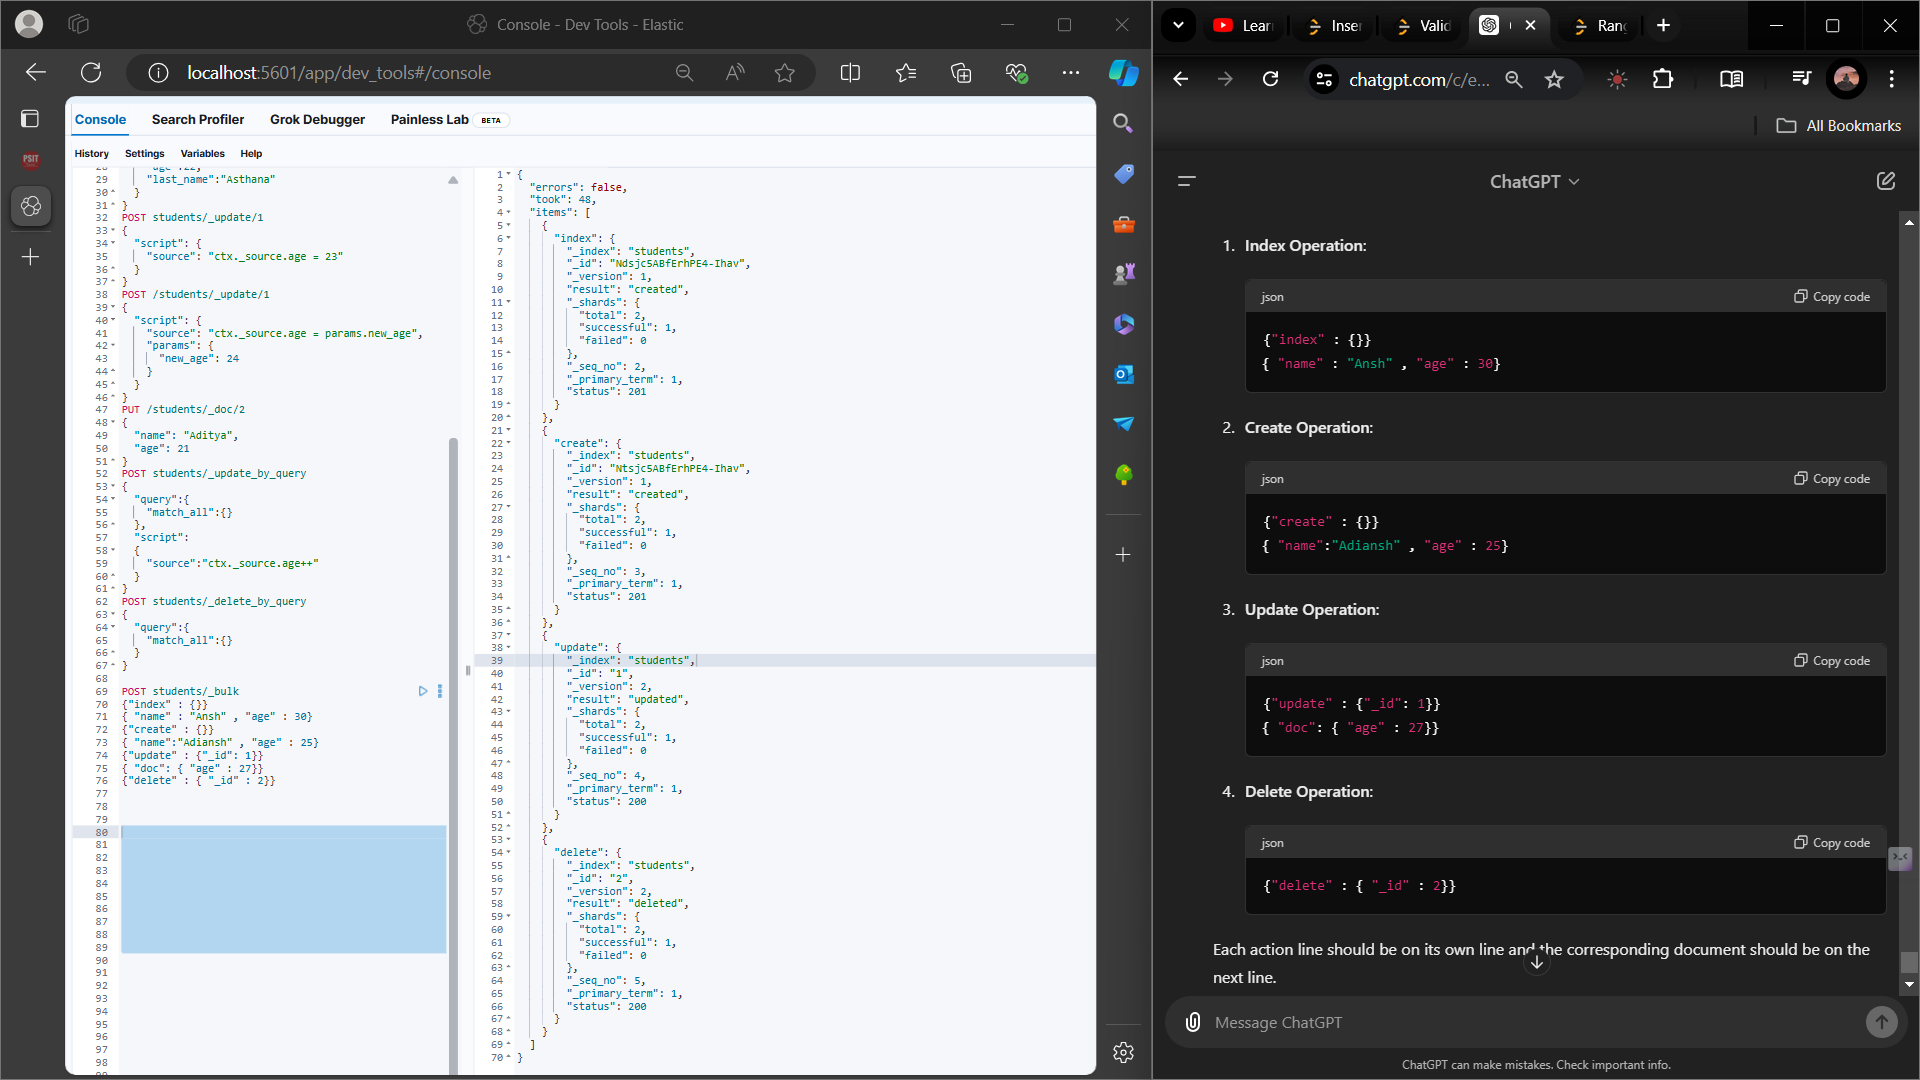 Console - Dev Tools - Elastic
localhost:5601/app/dev_tools#/console
PSIT
Console
Search Profiler
Grok Debugger
Painless Lab
BETA
History
Settings
Variables
Help
29 "last_name":"Asthana"
30 }
31 }
32 POST students/_update/1
33 {
34 "script": {
35 "source": "ctx._source.age = 23"
36 }
37 }
38 POST /students/_update/1
39 {
40 "script": {
41 "source": "ctx._source.age = params.new_age",
42 "params": {
43 "new_age": 24
44 }
45 }
46 }
47 PUT /students/_doc/2
48 {
49 "name": "Aditya",
50 "age": 21
51 }
52 POST students/_update_by_query
53 {
54 "query":{
55 "match_all":{}
56 },
57 "script":
58 {
59 "source":"ctx._source.age++"
60 }
61 }
62 POST students/_delete_by_query
63 {
64 "query":{
65 "match_all":{}
66 }
67 }
68
69 POST students/_bulk
70 {"index" : {}}
71 { "name" : "Ansh" , "age" : 30}
72 {"create" : {}}
73 { "name":"Adiansh" , "age" : 25}
74 {"update" : {"_id": 1}}
75 { "doc": { "age" : 27}}
76 {"delete" : { "_id" : 2}}
77
78
79
80
81
82
83
84
85
86
87
88
89
90
91
92
93
94
95
96
97
98
1 {
2 "errors": false,
3 "took": 48,
4 "items": [
5 {
6 "index": {
7 "_index": "students",
8 "_id": "Ndsjc5ABfErhPE4-Ihav",
9 "_version": 1,
10 "result": "created",
11 "_shards": {
12 "total": 2,
13 "successful": 1,
14 "failed": 0
15 },
16 "_seq_no": 2,
17 "_primary_term": 1,
18 "status": 201
19 }
20 },
21 {
22 "create": {
23 "_index": "students",
24 "_id": "Ntsjc5ABfErhPE4-Ihav",
25 "_version": 1,
26 "result": "created",
27 "_shards": {
28 "total": 2,
29 "successful": 1,
30 "failed": 0
31 },
32 "_seq_no": 3,
33 "_primary_term": 1,
34 "status": 201
35 }
36 },
37 {
38 "update": {
39 "_index": "students",
40 "_id": "1",
41 "_version": 2,
42 "result": "updated",
43 "_shards": {
44 "total": 2,
45 "successful": 1,
46 "failed": 0
47 },
48 "_seq_no": 4,
49 "_primary_term": 1,
50 "status": 200
51 }
52 },
53 {
54 "delete": {
55 "_index": "students",
56 "_id": "2",
57 "_version": 2,
58 "result": "deleted",
59 "_shards": {
60 "total": 2,
61 "successful": 1,
62 "failed": 0
63 },
64 "_seq_no": 5,
65 "_primary_term": 1,
66 "status": 200
67 }
68 }
69 ]
70 }
Lear
Inser
Valid
Rang
chatgpt.com/c/e...
All Bookmarks
ChatGPT
1. Index Operation:
json
Copy code
{"index" : {}}
{ "name" : "Ansh" , "age" : 30}
2. Create Operation:
json
Copy code
{"create" : {}}
{ "name":"Adiansh" , "age" : 25}
3. Update Operation:
json
Copy code
{"update" : {"_id": 1}}
{ "doc": { "age" : 27}}
4. Delete Operation:
json
Copy code
{"delete" : { "_id" : 2}}
Each action line should be on its own line and the corresponding document should be on the
next line.
Message ChatGPT
ChatGPT can make mistakes. Check important info.